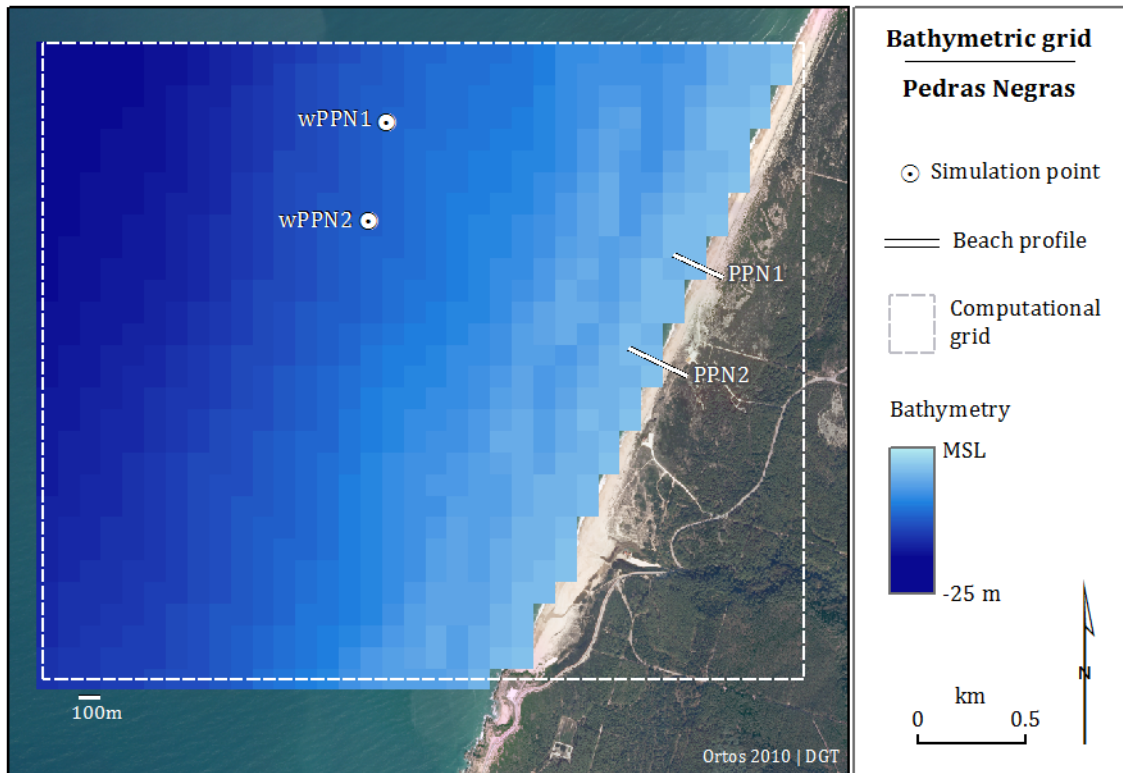 wPPN1
wPPN2
PPN1
PPN2
100m
Ortos 2010 | DGT
Bathymetric grid
Pedras Negras
Simulation point
Beach profile
Computational
grid
Bathymetry
MSL
-25 m
N
km
0 0.5